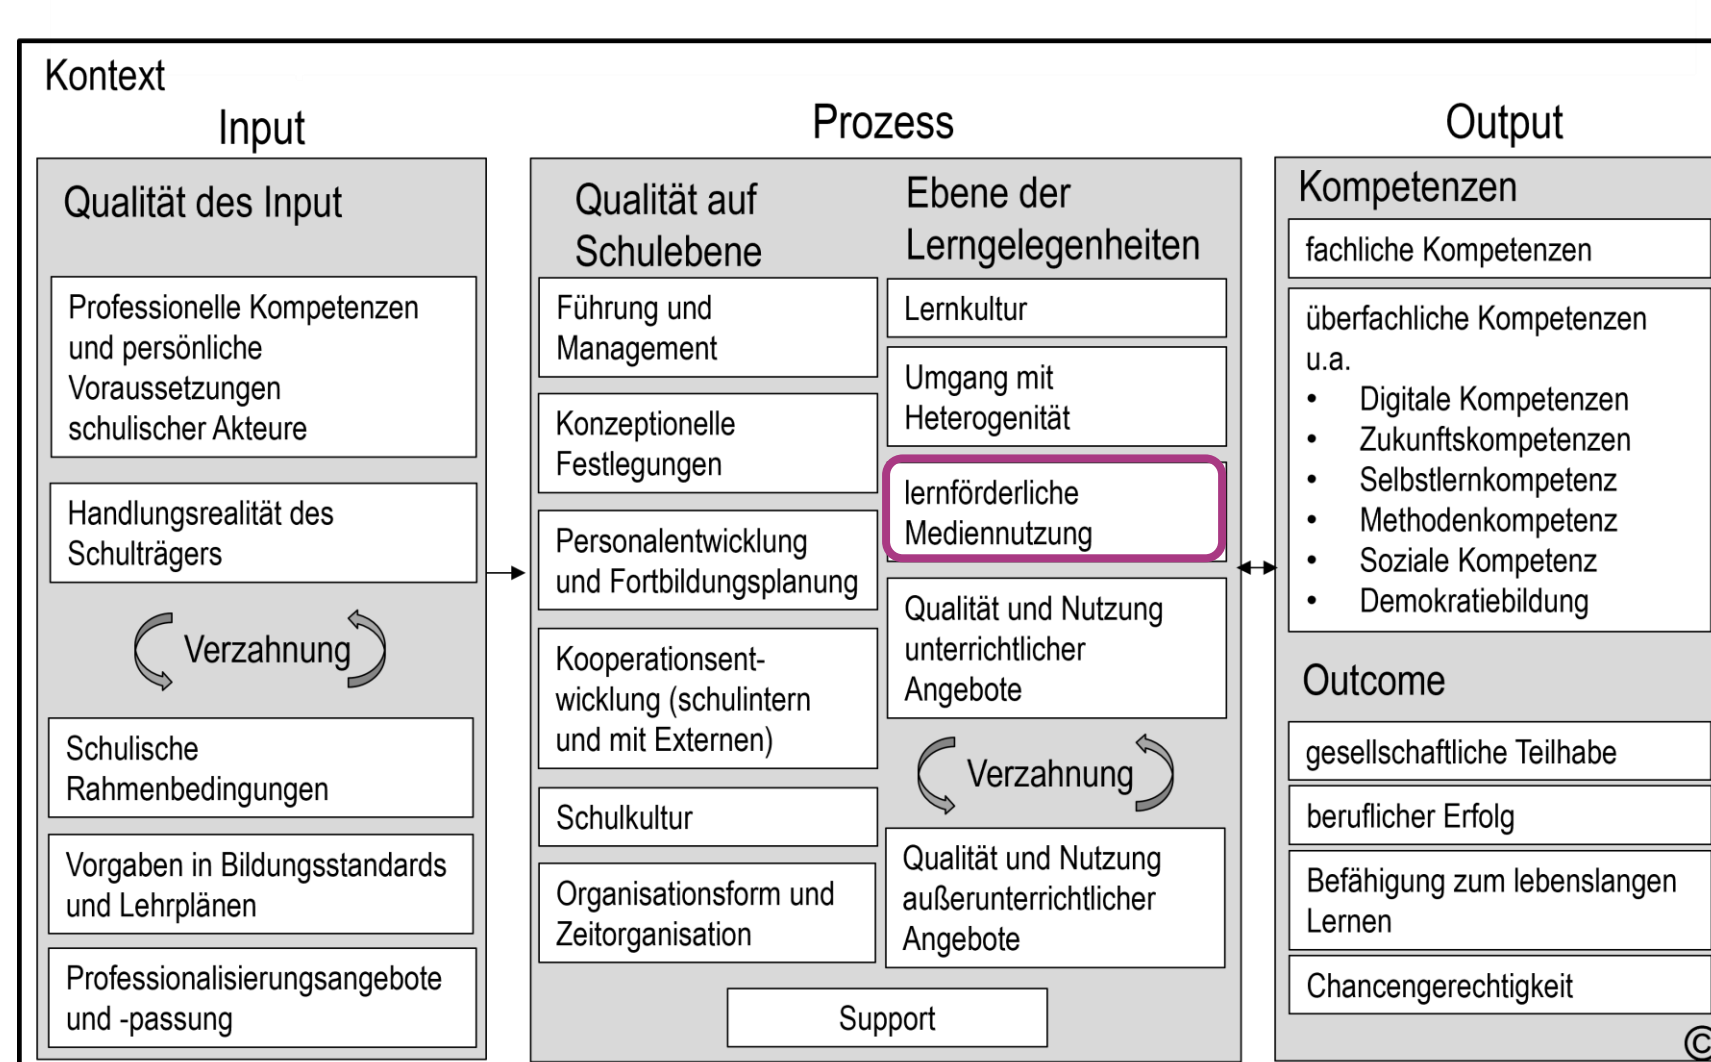 Kontext
Input
Qualität des Input
Professionelle Kompetenzen
und persönliche
Voraussetzungen
schulischer Akteure
Handlungsrealität des
Schulträgers
Verzahnung
Schulische
Rahmenbedingungen
Vorgaben in Bildungsstandards
und Lehrplänen
Professionalisierungsangebote
und -passung
Prozess
Qualität auf
Schulebene
Führung und
Management
Konzeptionelle
Festlegungen
Personalentwicklung
und Fortbildungsplanung
Kooperationsent-
wicklung (schulintern
und mit Externen)
Schulkultur
Organisationsform und
Zeitorganisation
Ebene der
Lerngelegenheiten
Lernkultur
Umgang mit
Heterogenität
lernförderliche
Mediennutzung
Qualität und Nutzung
unterrichtlicher
Angebote
Verzahnung
Qualität und Nutzung
außerunterrichtlicher
Angebote
Support
Output
Kompetenzen
fachliche Kompetenzen
überfachliche Kompetenzen
u.a.
• Digitale Kompetenzen
• Zukunftskompetenzen
• Selbstlernkompetenz
• Methodenkompetenz
• Soziale Kompetenz
• Demokratiebildung
Outcome
gesellschaftliche Teilhabe
beruflicher Erfolg
Befähigung zum lebenslangen
Lernen
Chancengerechtigkeit
©